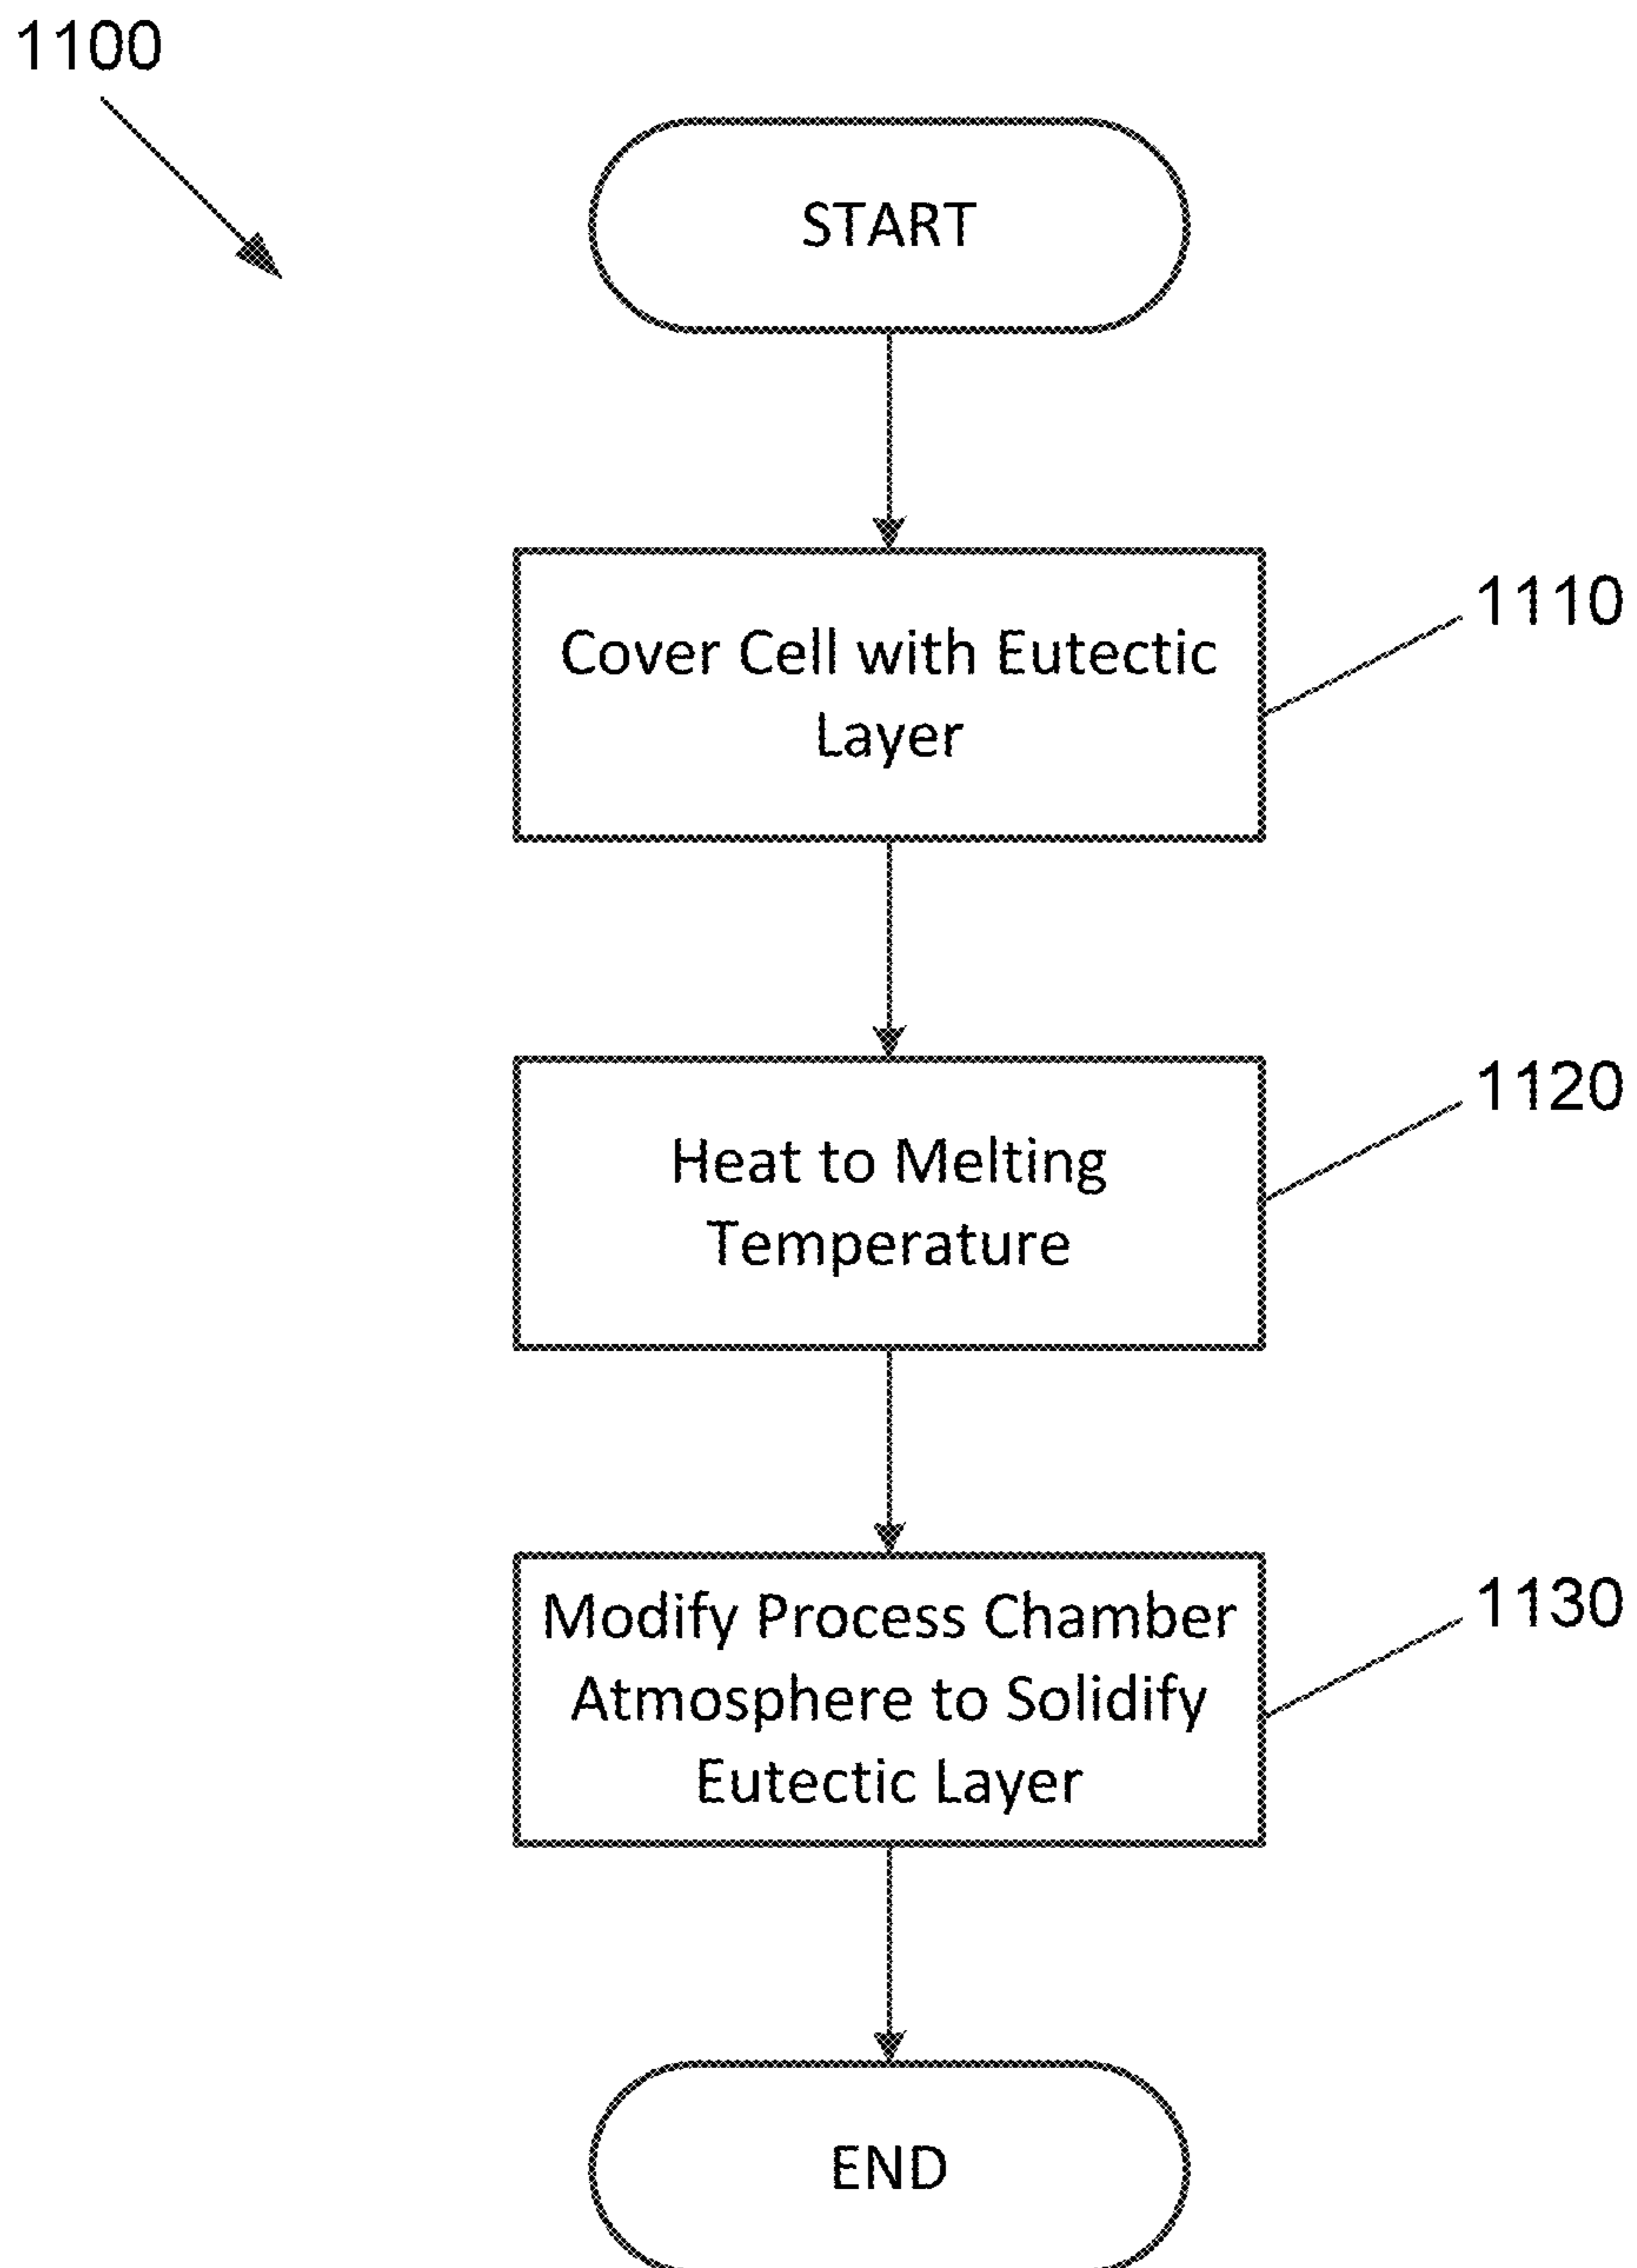 1100
START
Cover Cell with Eutectic
Layer
1110
Heat to Melting
Temperature
1120
Modify Process Chamber
Atmosphere to Solidify
Eutectic Layer
1130
END